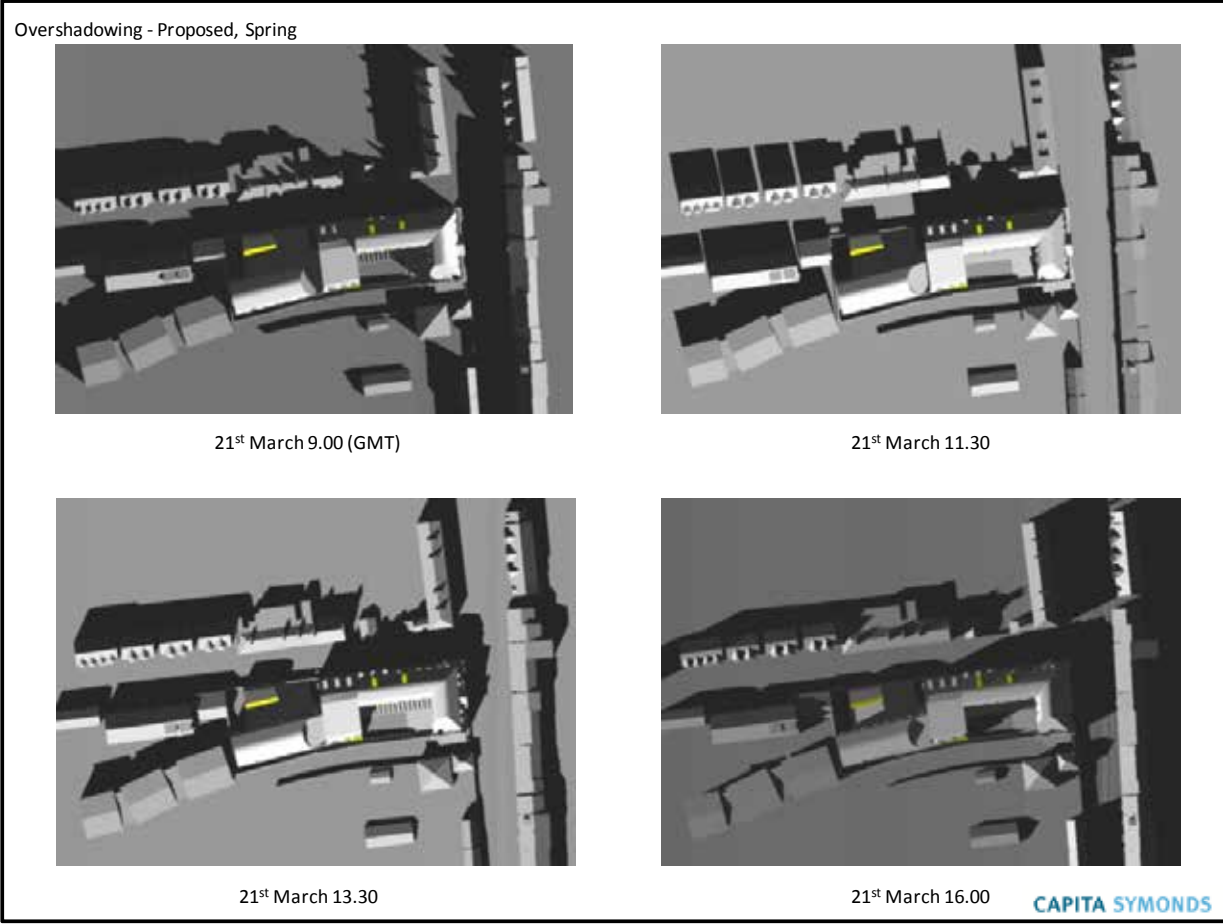 Overshadowing - Proposed, Spring
21st March 9.00 (GMT)
21st March 11.30
21st March 13.30
21st March 16.00
CAPITA SYMONDS